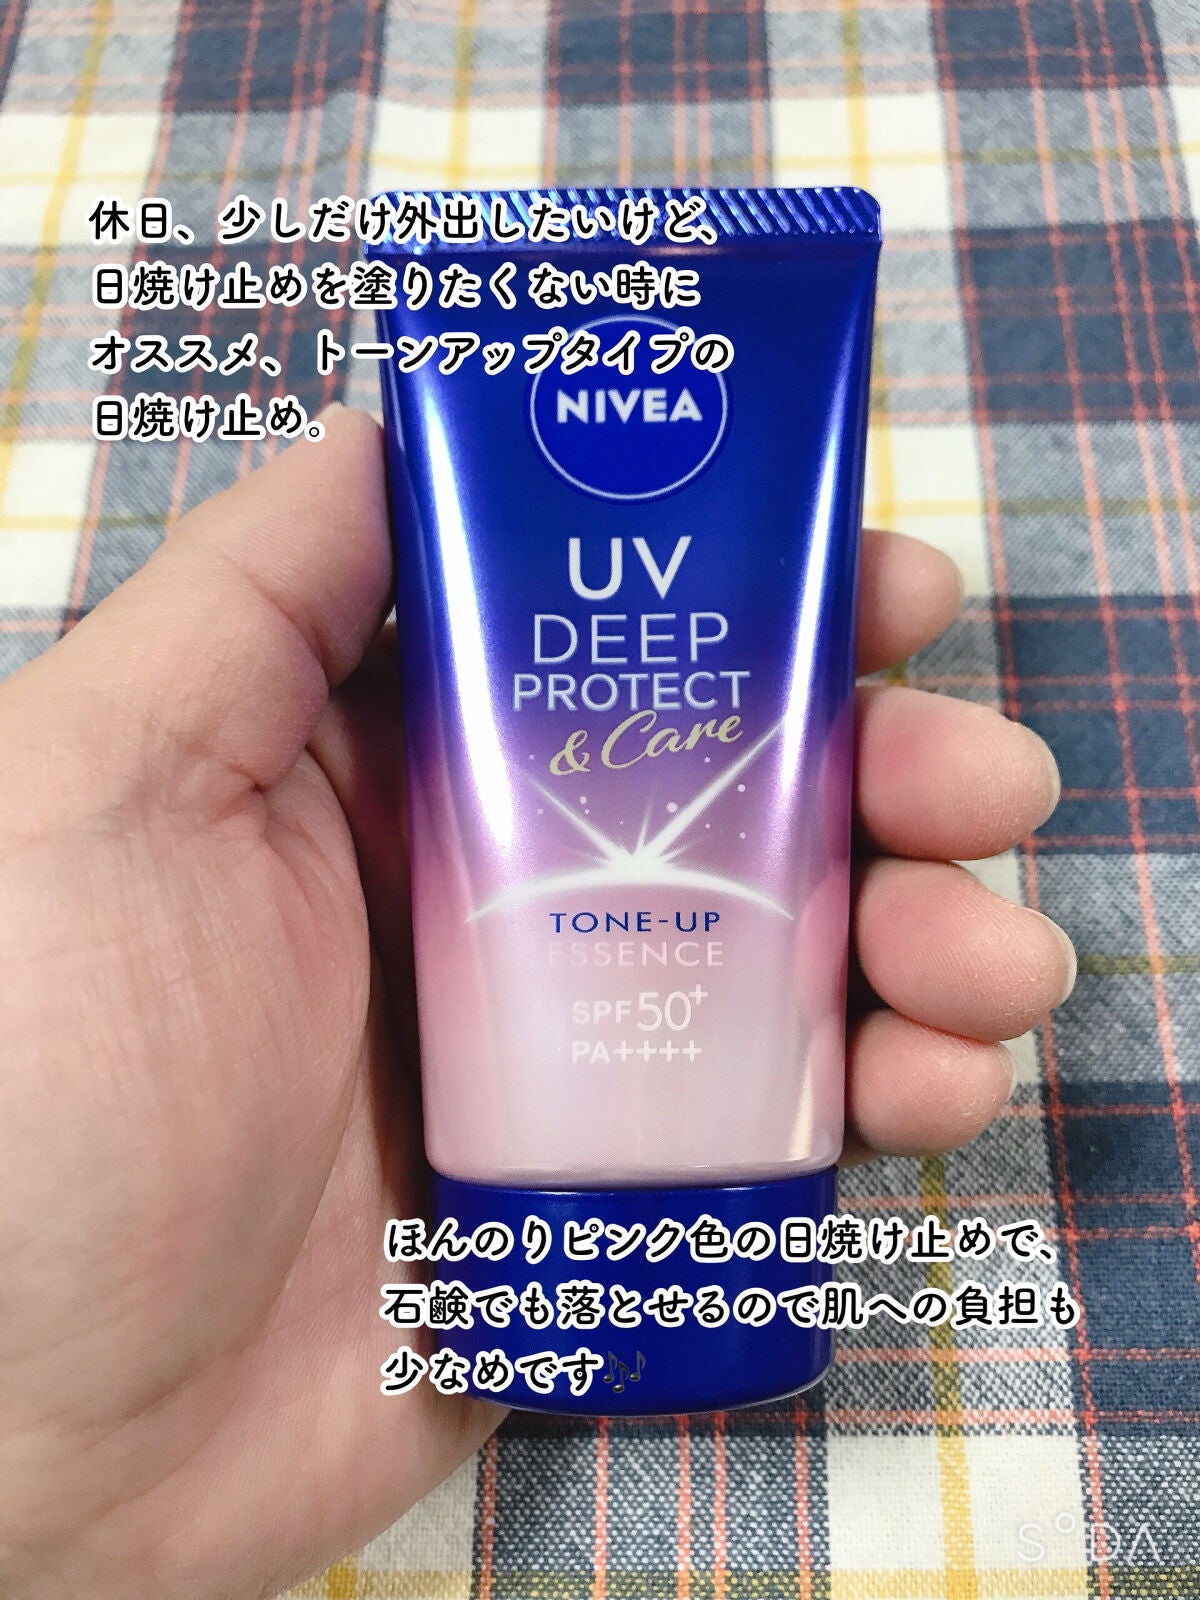 休日、少しだけ外出したいけど、
日焼け止めを塗りたくない時に
オススメ、トーンアップタイプの
日焼け止め。
NIVEA
UV
DEEP
PROTECT
& Care
TONE-UP
ESSENCE
SPF50+
PA++++
ほんのりピンク色の日焼け止めで、
石鹸でも落とせるので肌への負担も
少なめです🎶
SODA